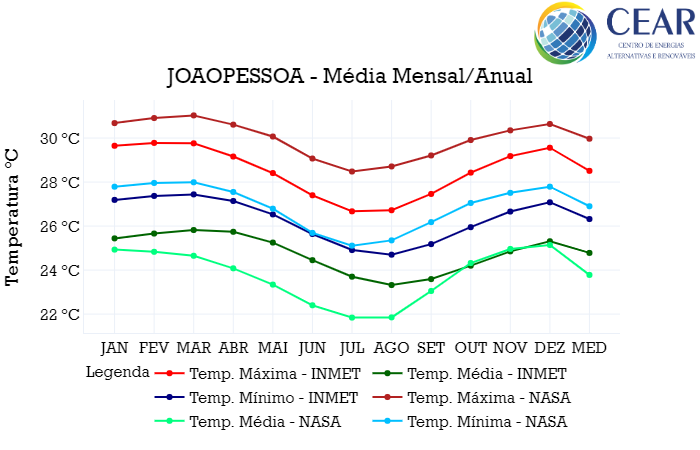 CEAR
CENTRO DE ENERGIAS
ALTERNATIVAS E RENOVÁVEIS
JOAOPESSOA - Média Mensal/Anual
Temperatura °C
30 °C
28 °C
26 °C
24 °C
22 °C
JAN FEV MAR ABR MAI JUN JUL AGO SET OUT NOV DEZ MED
Legenda Temp. Máxima - INMET Temp. Média - INMET
Temp. Mínimo - INMET Temp. Máxima - NASA
Temp. Média - NASA Temp. Mínima - NASA